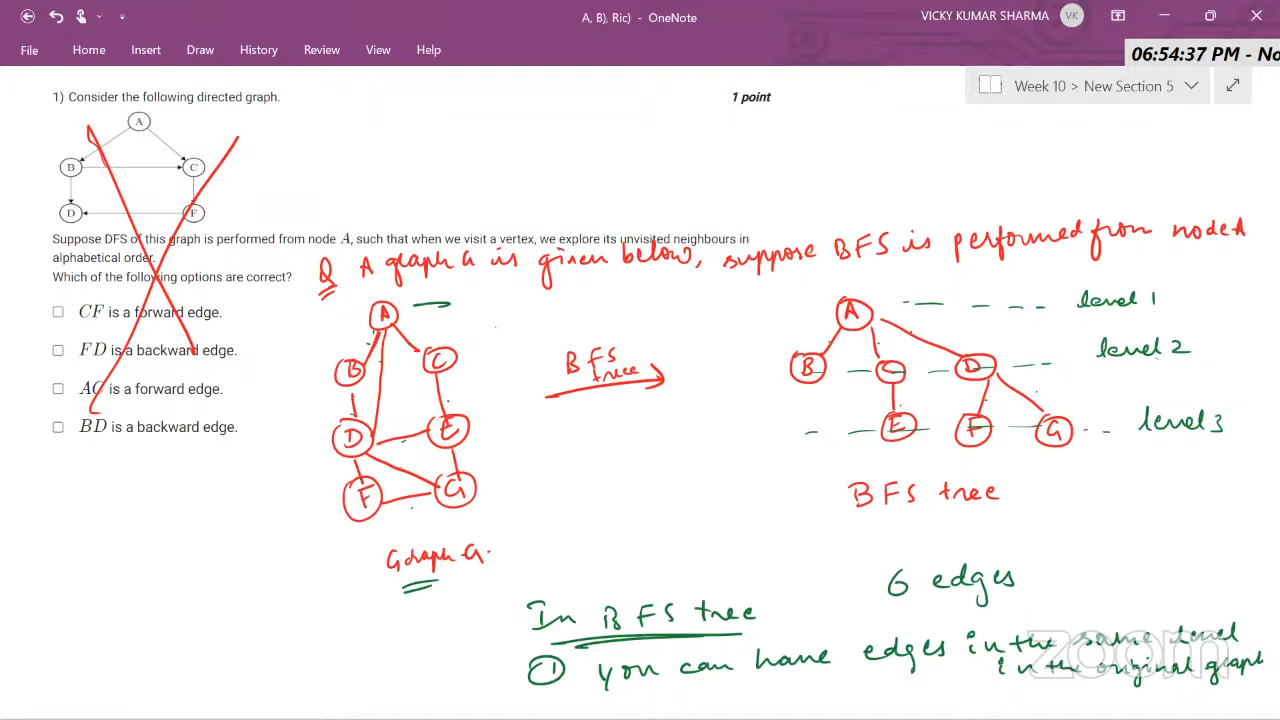 A, B), Ric) - OneNote
VICKY KUMAR SHARMA
VK
File Home Insert Draw History Review View Help
06:54:37 PM - No
Week 10 > New Section 5
1) Consider the following directed graph.
1 point
A
B C
D F
Suppose DFS of this graph is performed from node A, such that when we visit a vertex, we explore its unvisited neighbours in
alphabetical order.
Which of the following options are correct?
CF is a forward edge.
FD is a backward edge.
AC is a forward edge.
BD is a backward edge.
Q A graph G is given below, suppose BFS is performed from node A
A
B C
D E
F G
Graph G.
BFS
tree
A level 1
B C D level 2
E F G level 3
BFS tree
6 edges
In BFS tree
① you can have edges in the same level
in the original graph
zoom